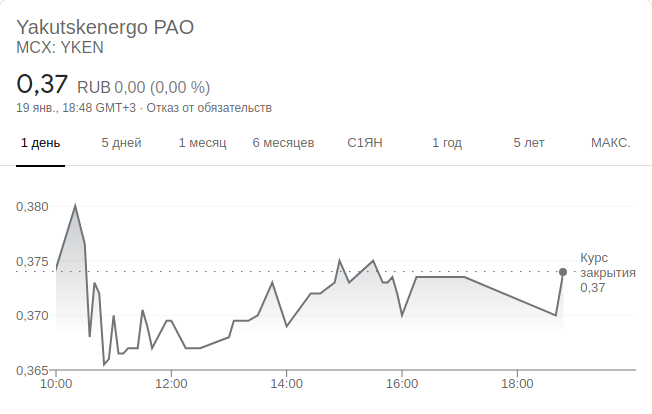 Yakutskenergo PAO
MCX: YKEN
0,37 RUB 0,00 (0,00 %)
19 янв., 18:48 GMT+3 · Отказ от обязательств
1 день 5 дней 1 месяц 6 месяцев С1ЯН 1 год 5 лет МАКС.
0,380
0,375
0,370
0,365
Курс
закрытия
0,37
10:00 12:00 14:00 16:00 18:00